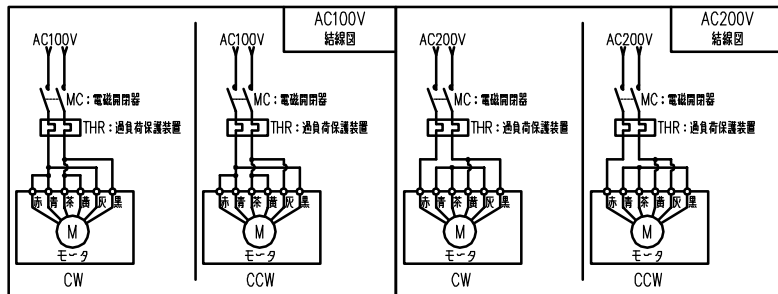 AC100V
結線図
AC200V
結線図
AC100V
MC：電磁開閉器
THR：過負荷保護装置
赤 青 茶 黄 灰 黒
M
モータ
CW
AC100V
MC：電磁開閉器
THR：過負荷保護装置
赤 青 茶 黄 灰 黒
M
モータ
CCW
AC200V
MC：電磁開閉器
THR：過負荷保護装置
赤 青 茶 黄 灰 黒
M
モータ
CW
AC200V
MC：電磁開閉器
THR：過負荷保護装置
赤 青 茶 黄 灰 黒
M
モータ
CCW